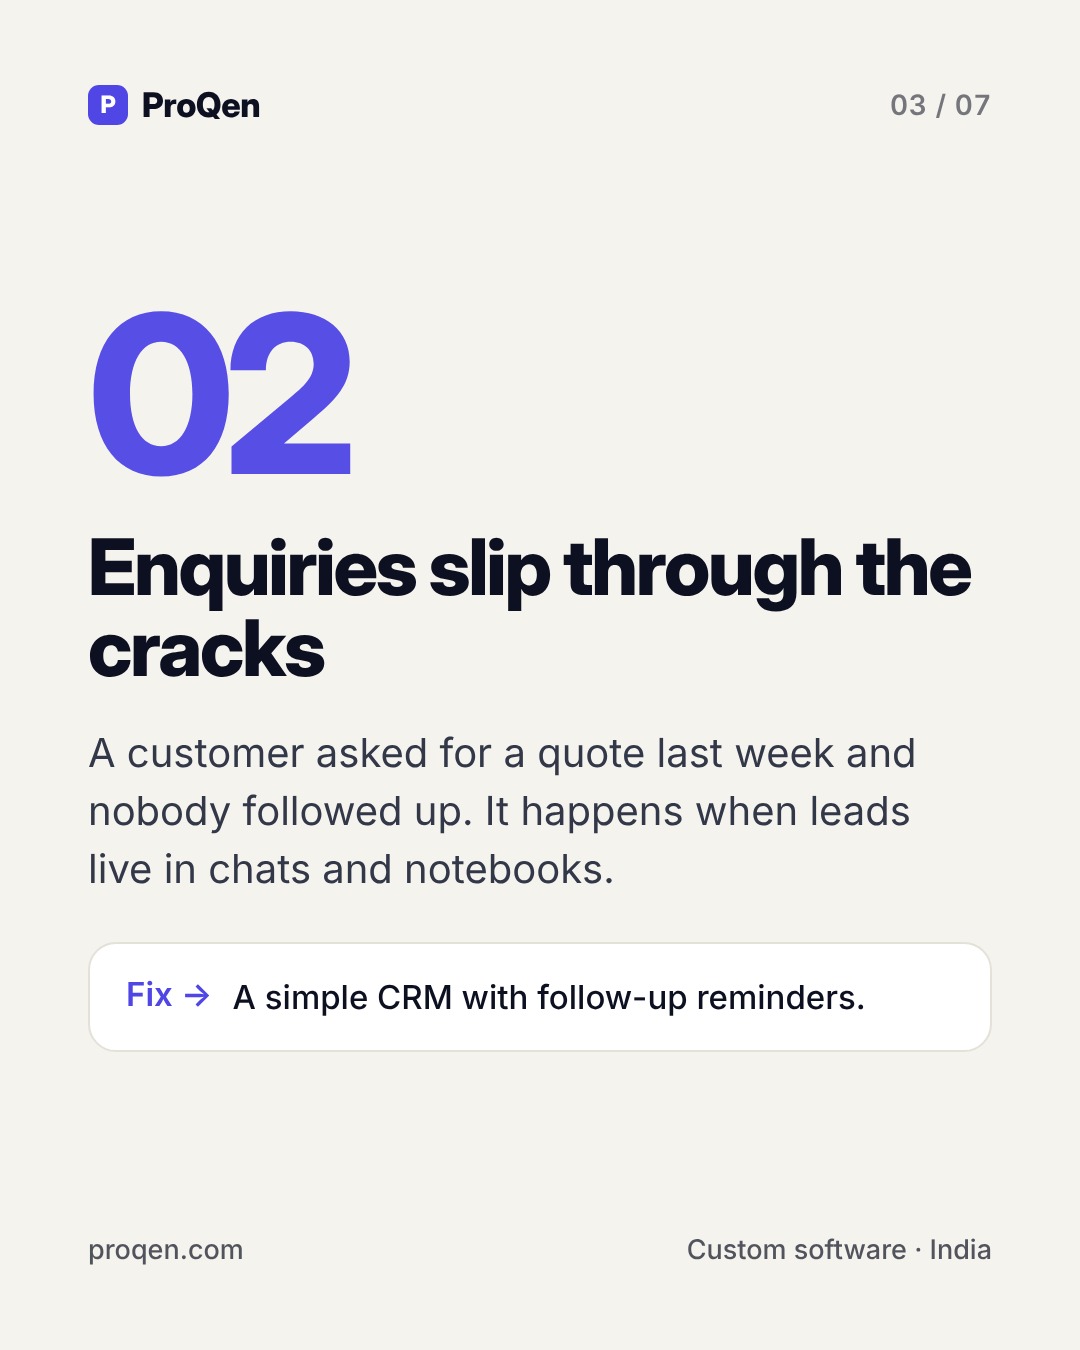 P ProQen
03 / 07
02
Enquiries slip through the
cracks
A customer asked for a quote last week and
nobody followed up. It happens when leads
live in chats and notebooks.
Fix → A simple CRM with follow-up reminders.
proqen.com
Custom software · India